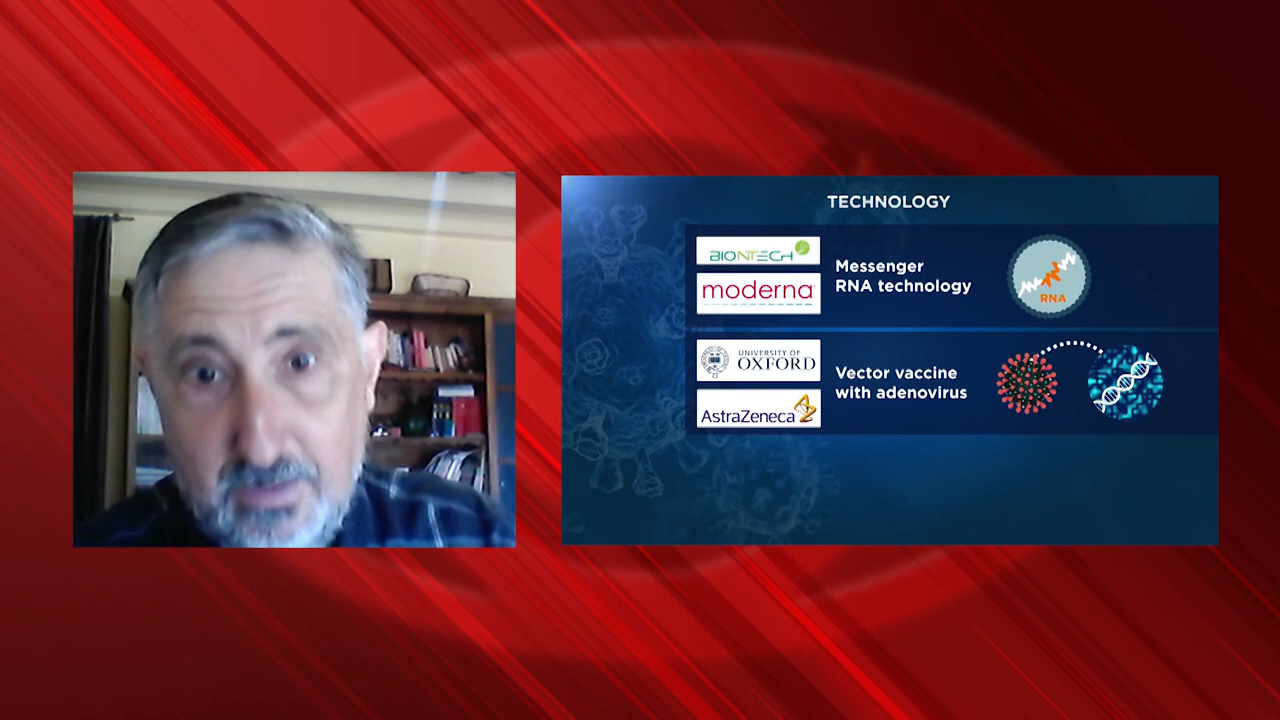 TECHNOLOGY
BIONTECH
moderna
Messenger
RNA technology
RNA
UNIVERSITY OF
OXFORD
AstraZeneca
Vector vaccine
with adenovirus